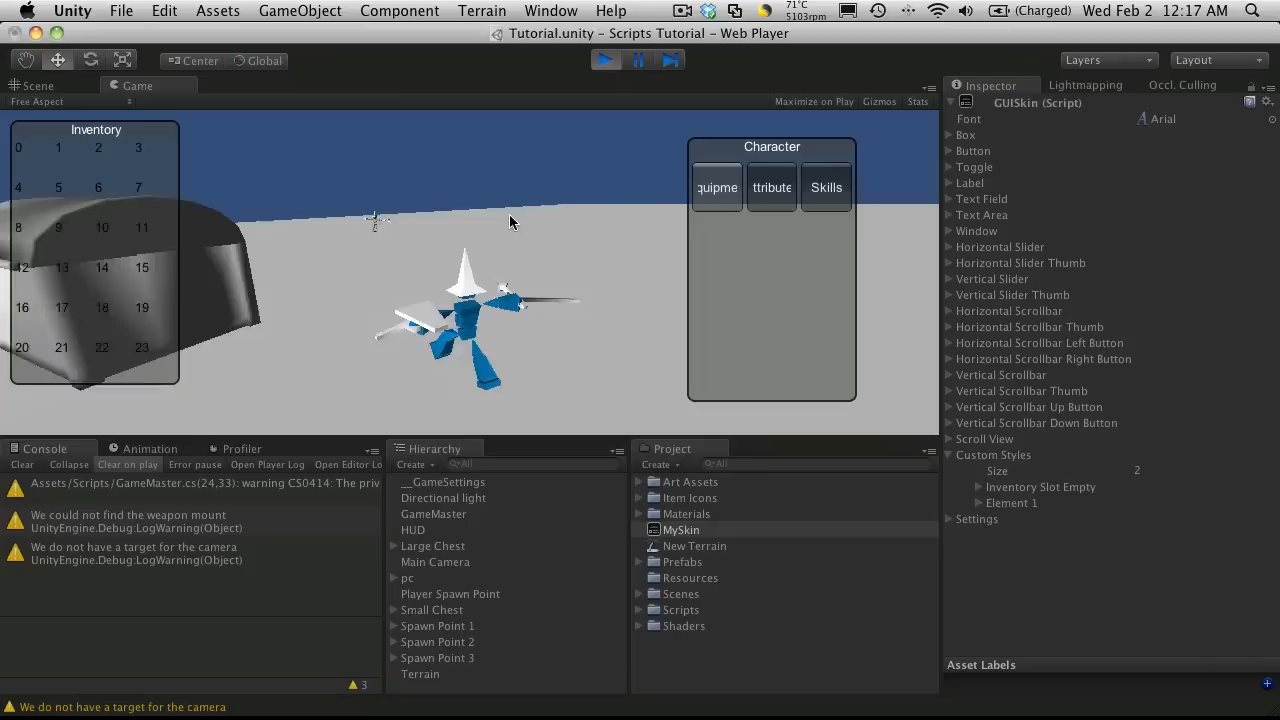 Unity File Edit Assets GameObject Component Terrain Window Help 71°C 5103rpm (Charged) Wed Feb 2 12:17 AM
Tutorial.unity - Scripts Tutorial - Web Player
Center Global Layers Layout
Scene Game
Free Aspect Maximize on Play Gizmos Stats
Inventory
0 1 2 3
4 5 6 7
8 9 10 11
12 13 14 15
16 17 18 19
20 21 22 23
Character
quipme ttribute Skills
Inspector Lightmapping Occl. Culling
GUISkin (Script)
Font Arial
Box
Button
Toggle
Label
Text Field
Text Area
Window
Horizontal Slider
Horizontal Slider Thumb
Vertical Slider
Vertical Slider Thumb
Horizontal Scrollbar
Horizontal Scrollbar Thumb
Horizontal Scrollbar Left Button
Horizontal Scrollbar Right Button
Vertical Scrollbar
Vertical Scrollbar Thumb
Vertical Scrollbar Up Button
Vertical Scrollbar Down Button
Scroll View
Custom Styles
Size 2
Inventory Slot Empty
Element 1
Settings
Asset Labels
Console Animation Profiler
Clear Collapse Clear on play Error pause Open Player Log Open Editor Lo
Assets/Scripts/GameMaster.cs(24,33): warning CS0414: The priv
We could not find the weapon mount
UnityEngine.Debug:LogWarning(Object)
We do not have a target for the camera
UnityEngine.Debug:LogWarning(Object)
3
We do not have a target for the camera
Hierarchy
Create All
__GameSettings
Directional light
GameMaster
HUD
Large Chest
Main Camera
pc
Player Spawn Point
Small Chest
Spawn Point 1
Spawn Point 2
Spawn Point 3
Terrain
Project
Create All
Art Assets
Item Icons
Materials
MySkin
New Terrain
Prefabs
Resources
Scenes
Scripts
Shaders